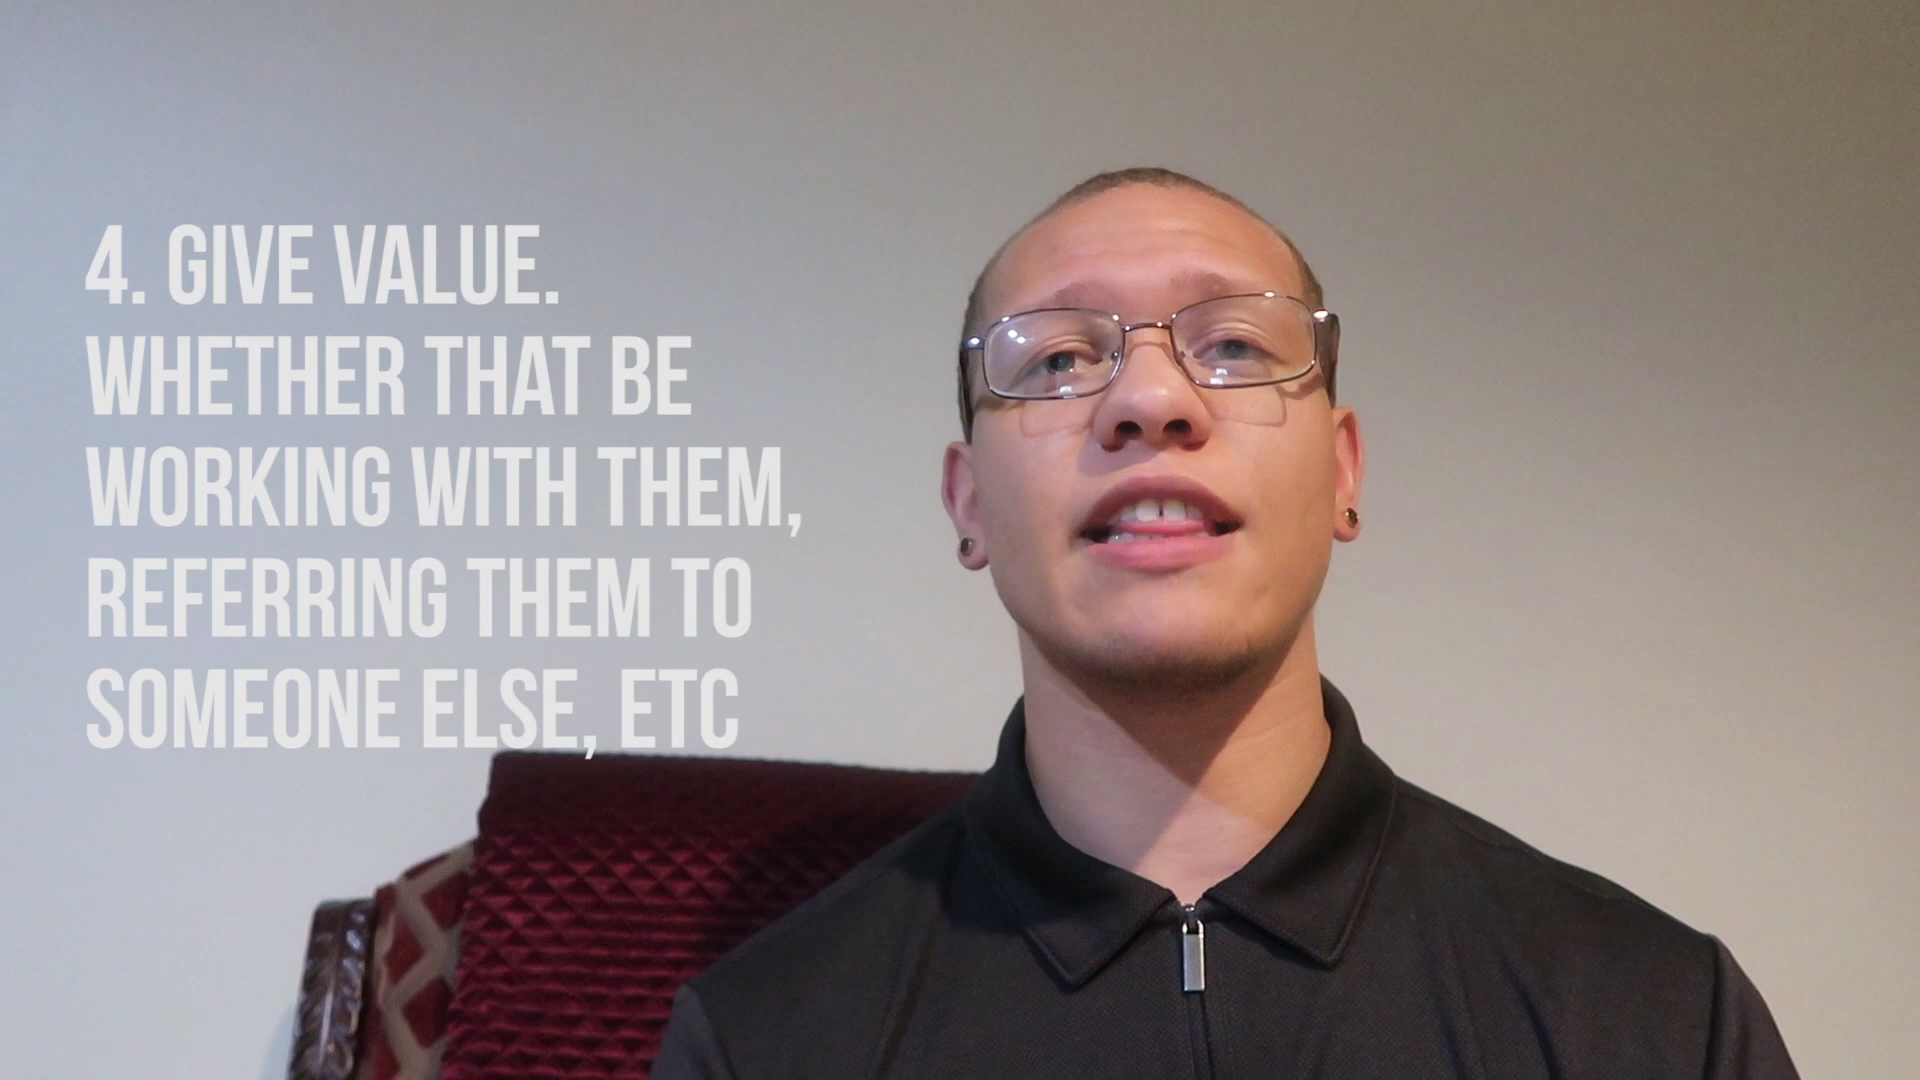 4. GIVE VALUE.
WHETHER THAT BE
WORKING WITH THEM,
REFERRING THEM TO
SOMEONE ELSE, ETC